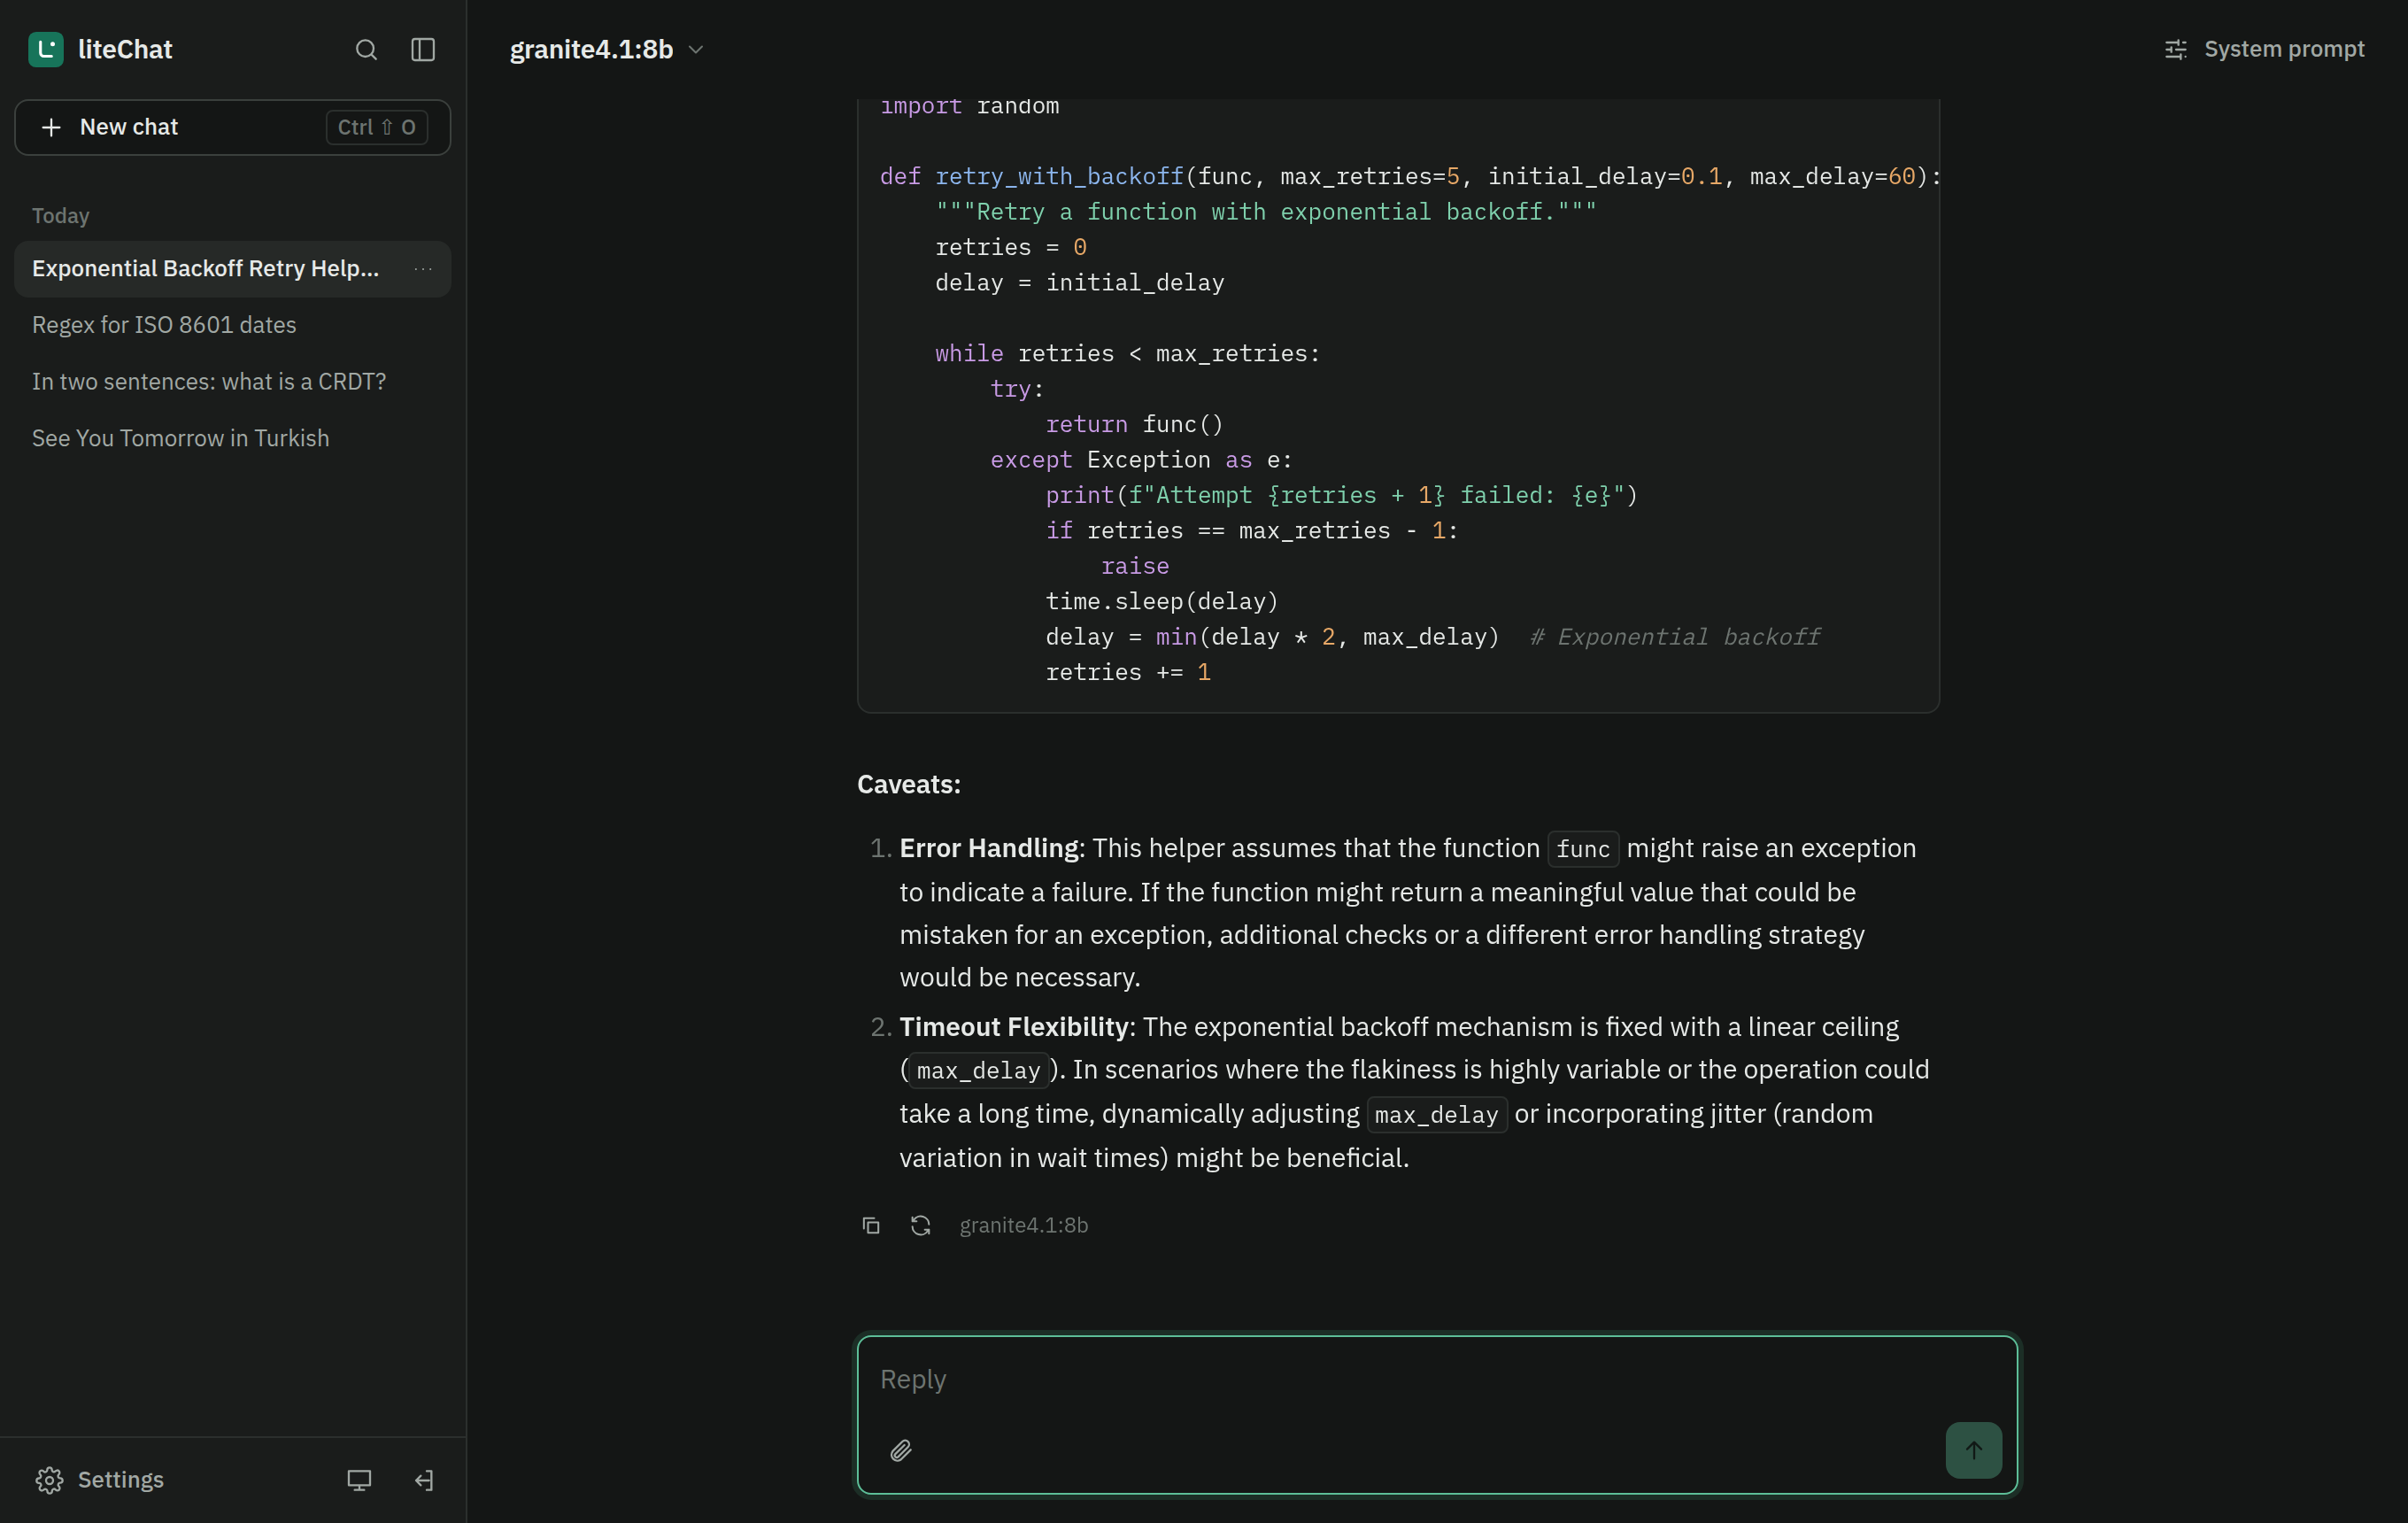 liteChat
New chat
Ctrl ⇧ O
Today
Exponential Backoff Retry Help...
Regex for ISO 8601 dates
In two sentences: what is a CRDT?
See You Tomorrow in Turkish
Settings
granite4.1:8b
System prompt
import random
def retry_with_backoff(func, max_retries=5, initial_delay=0.1, max_delay=60):
    """Retry a function with exponential backoff."""
    retries = 0
    delay = initial_delay
    while retries < max_retries:
        try:
            return func()
        except Exception as e:
            print(f"Attempt {retries + 1} failed: {e}")
            if retries == max_retries - 1:
                raise
            time.sleep(delay)
            delay = min(delay * 2, max_delay)  # Exponential backoff
            retries += 1
Caveats:
1. Error Handling: This helper assumes that the function func might raise an exception
to indicate a failure. If the function might return a meaningful value that could be
mistaken for an exception, additional checks or a different error handling strategy
would be necessary.
2. Timeout Flexibility: The exponential backoff mechanism is fixed with a linear ceiling
(max_delay). In scenarios where the flakiness is highly variable or the operation could
take a long time, dynamically adjusting max_delay or incorporating jitter (random
variation in wait times) might be beneficial.
granite4.1:8b
Reply